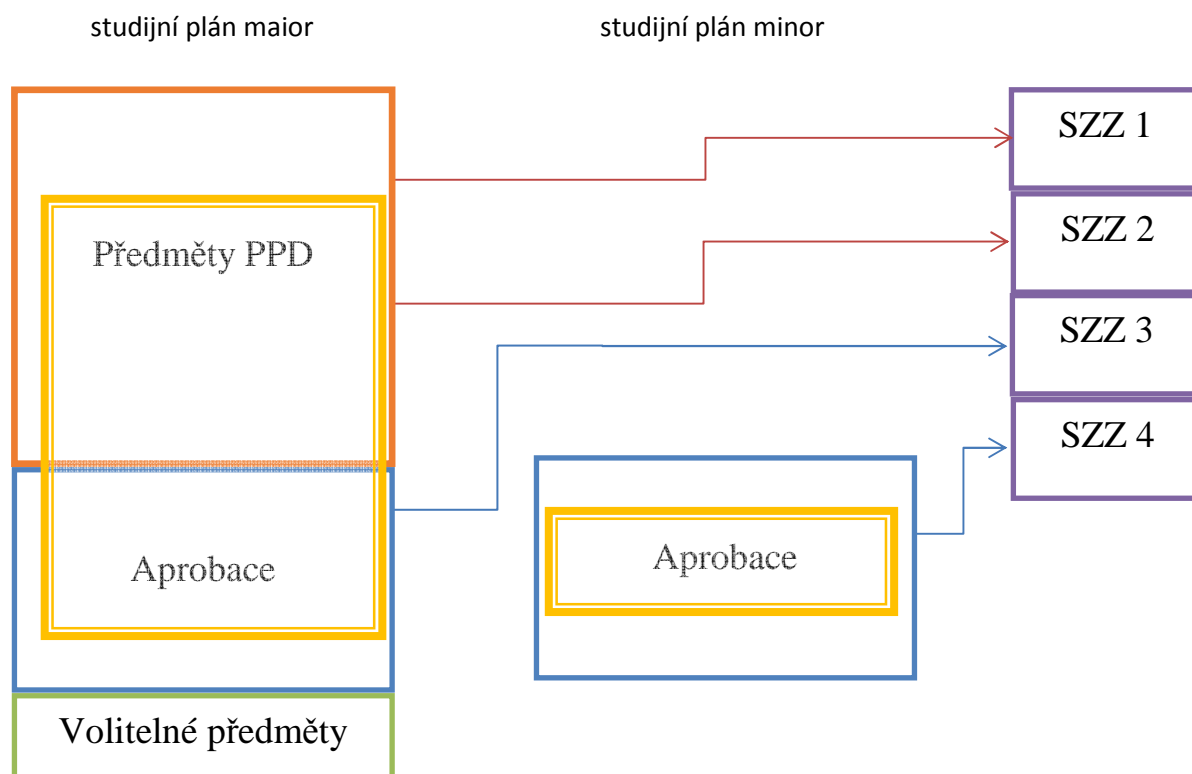 studijní plán maior
studijní plán minor
SZZ 1
SZZ 2
Předměty PPD
SZZ 3
SZZ 4
Aprobace
Aprobace
Volitelné předměty